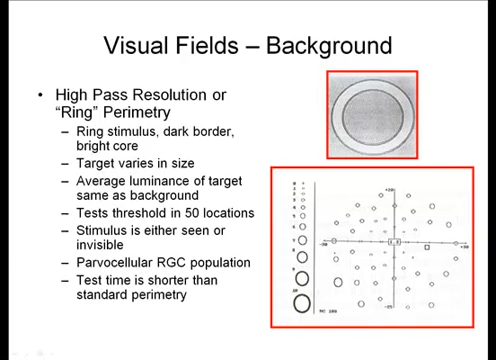 Visual Fields – Background
• High Pass Resolution or
"Ring" Perimetry
– Ring stimulus, dark border,
bright core
– Target varies in size
– Average luminance of target
same as background
– Tests threshold in 50 locations
– Stimulus is either seen or
invisible
– Parvocellular RGC population
– Test time is shorter than
standard perimetry